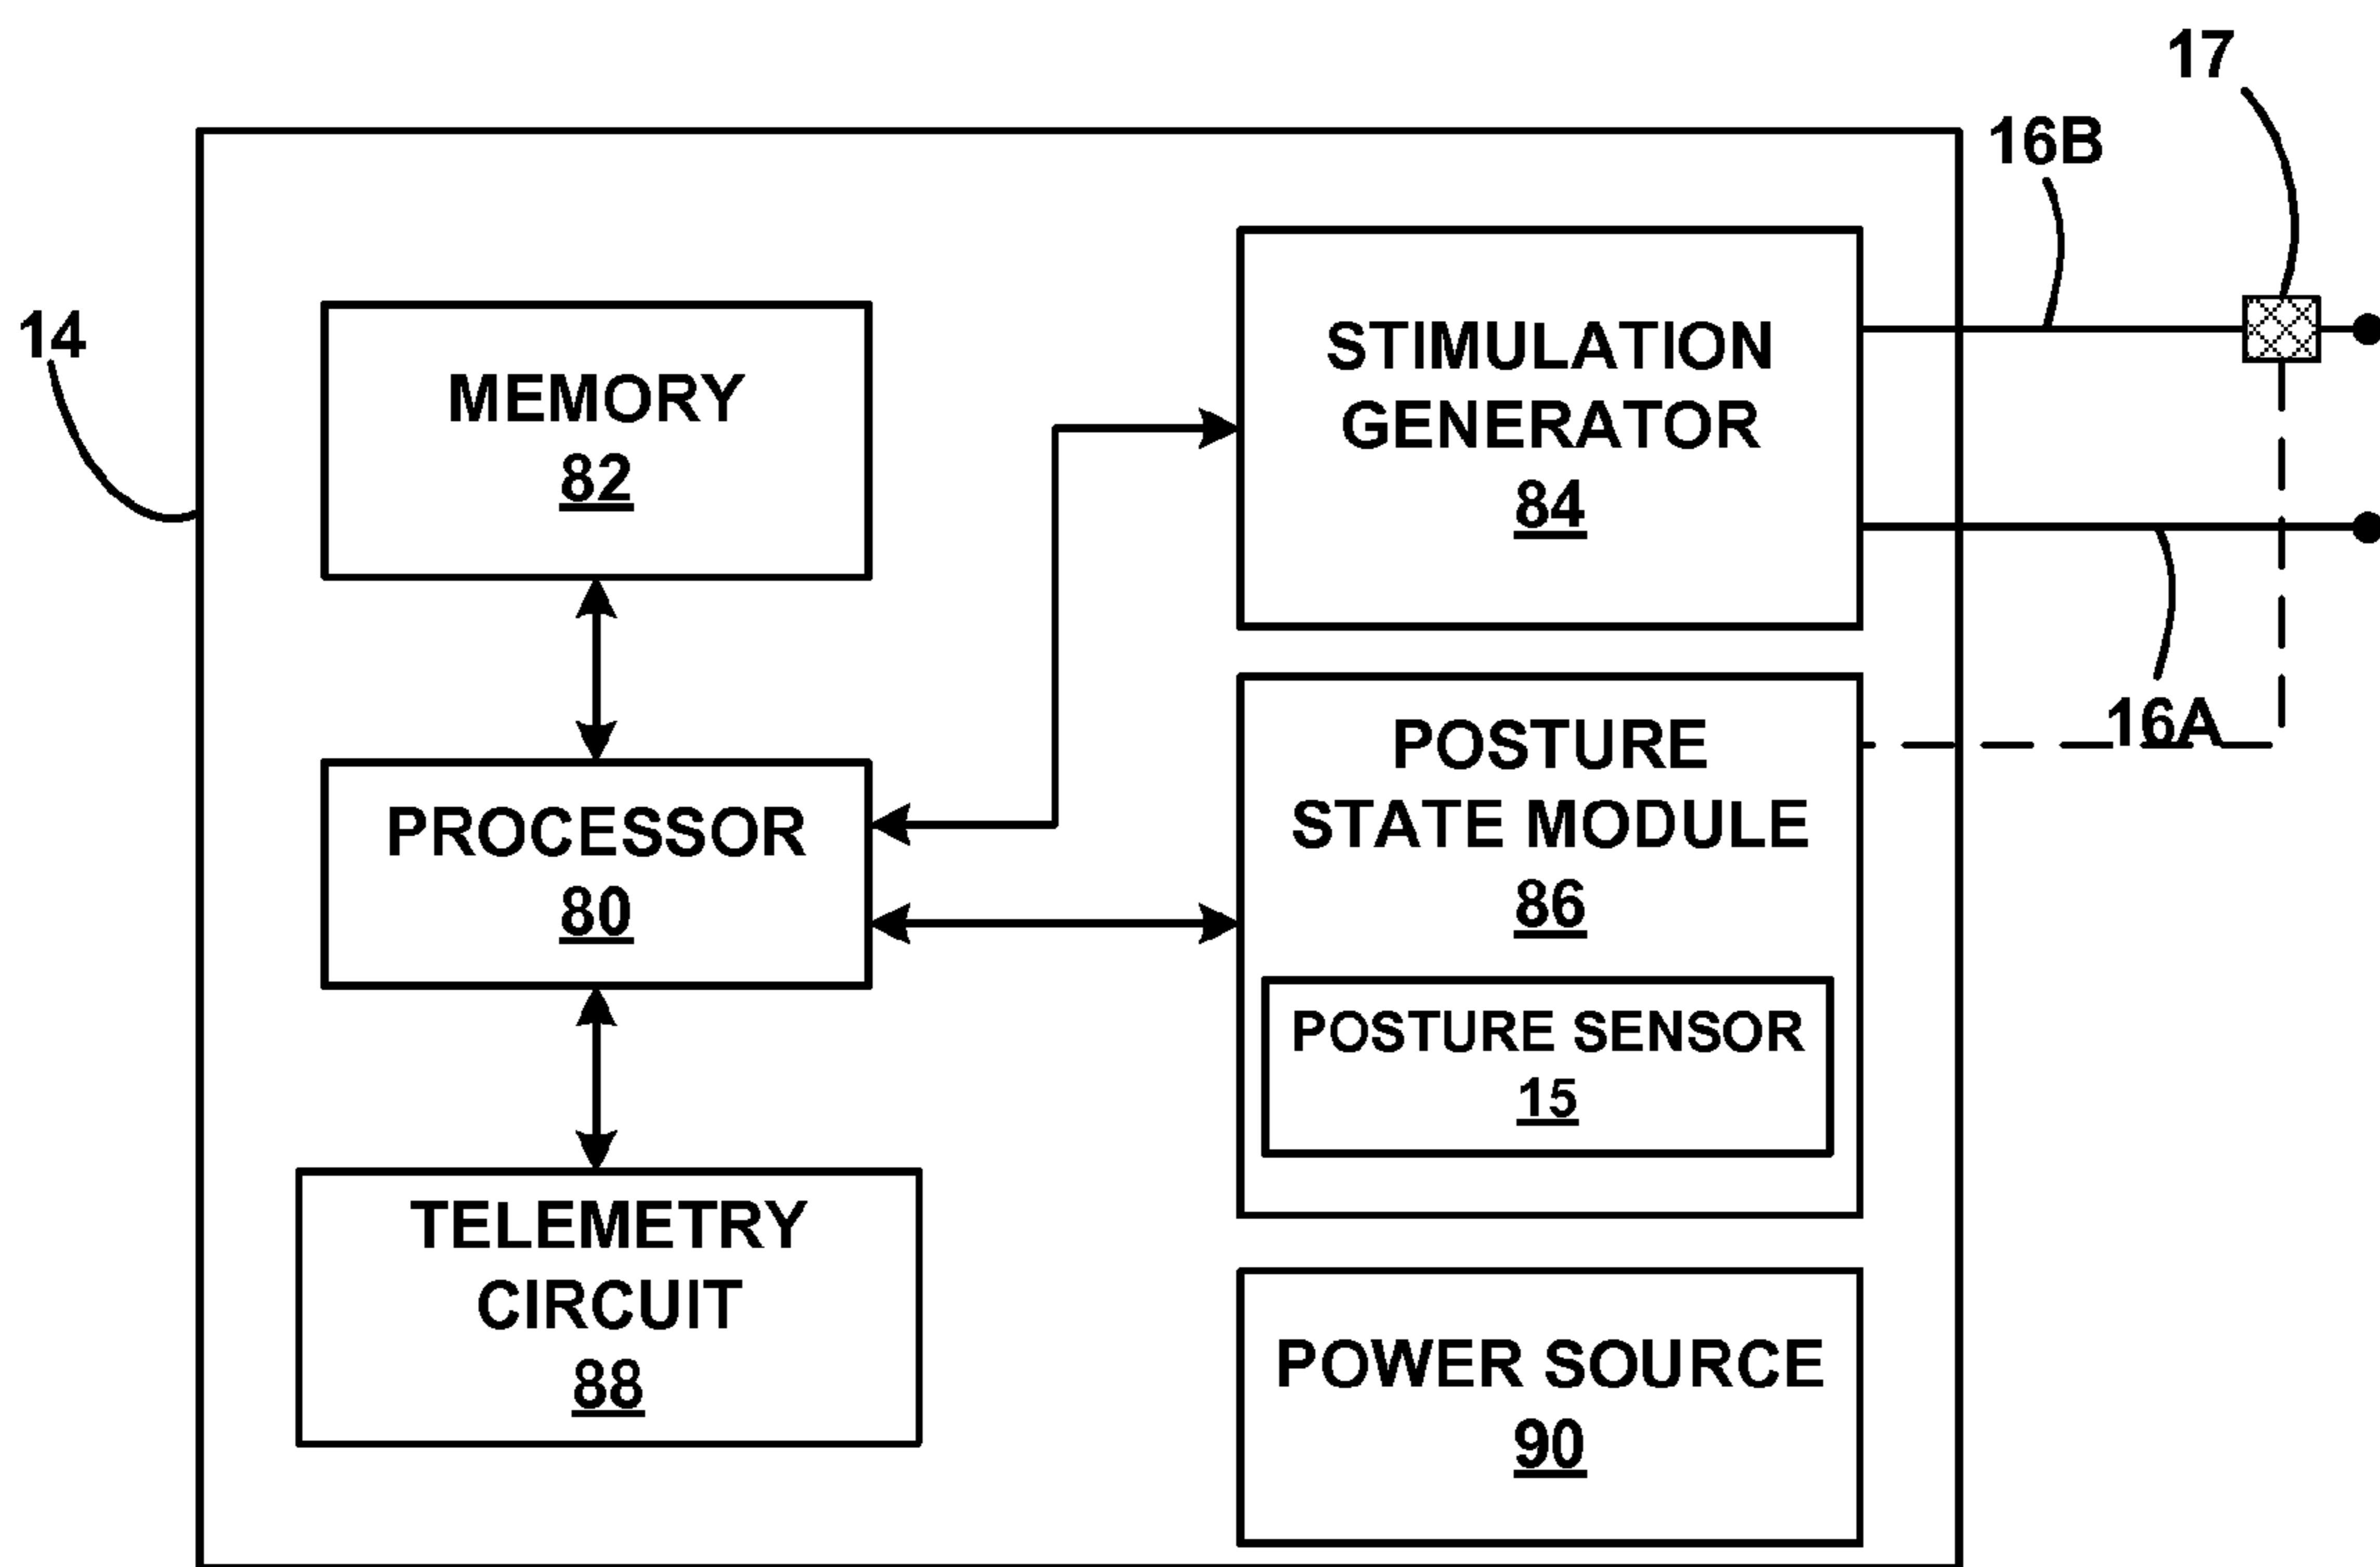 17
16B
14
MEMORY
82
STIMULATION
GENERATOR
84
16A
PROCESSOR
80
POSTURE
STATE MODULE
86
POSTURE SENSOR
15
TELEMETRY
CIRCUIT
88
POWER SOURCE
90